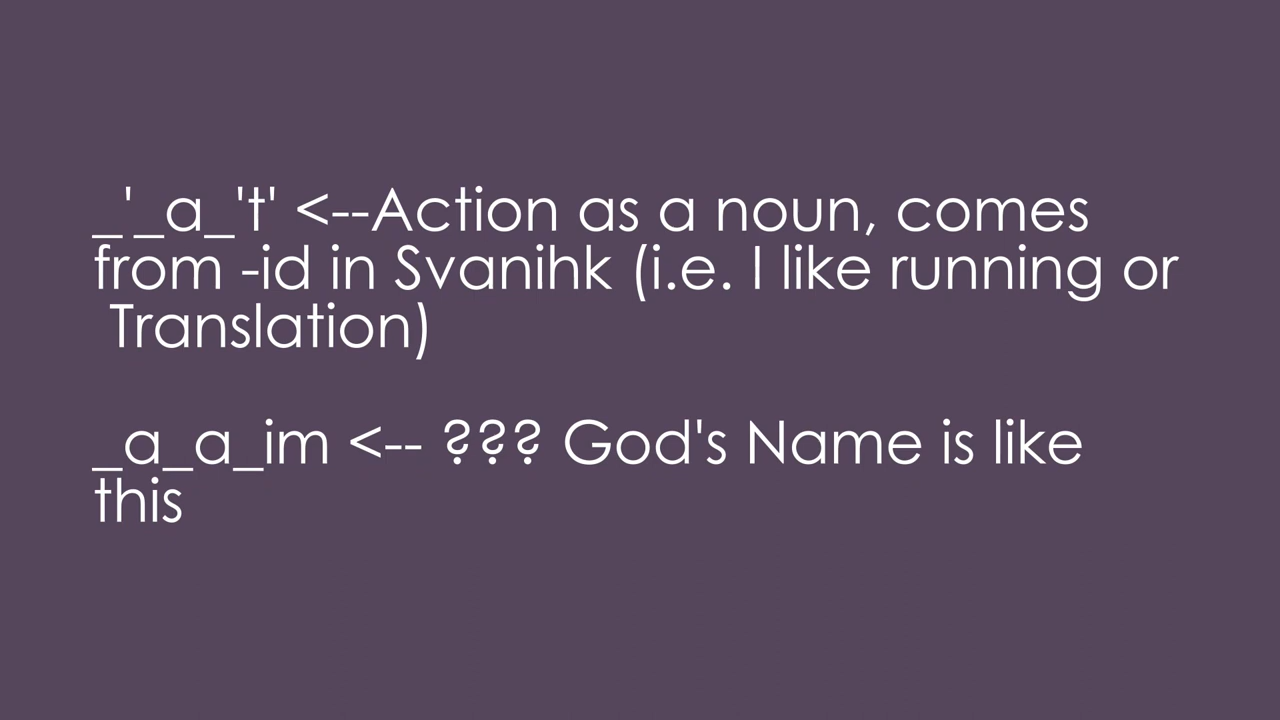 _'_a_'t' <--Action as a noun, comes
from -id in Svanihk (i.e. I like running or
Translation)
_a_a_im <-- ??? God's Name is like
this